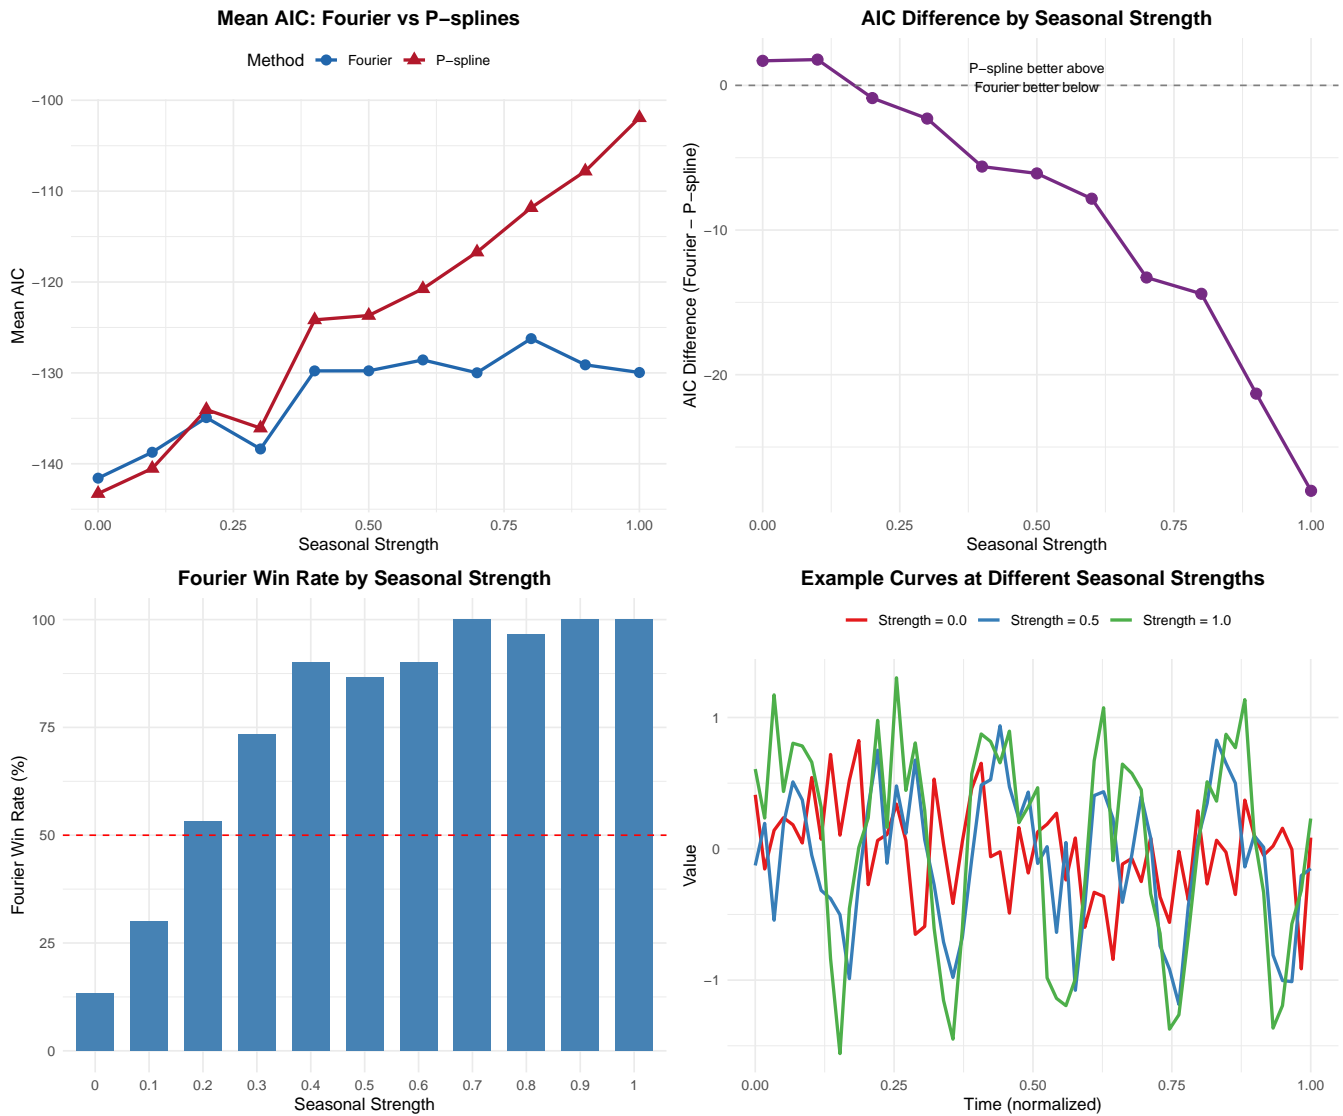 Mean AIC: Fourier vs P−splines
Method Fourier P−spline
Mean AIC
−100
−110
−120
−130
−140
0.00 0.25 0.50 0.75 1.00
Seasonal Strength
AIC Difference by Seasonal Strength
P−spline better above
Fourier better below
AIC Difference (Fourier − P−spline)
0
−10
−20
0.00 0.25 0.50 0.75 1.00
Seasonal Strength
Fourier Win Rate by Seasonal Strength
Fourier Win Rate (%)
100
75
50
25
0
0 0.1 0.2 0.3 0.4 0.5 0.6 0.7 0.8 0.9 1
Seasonal Strength
Example Curves at Different Seasonal Strengths
Strength = 0.0 Strength = 0.5 Strength = 1.0
Value
1
0
−1
0.00 0.25 0.50 0.75 1.00
Time (normalized)